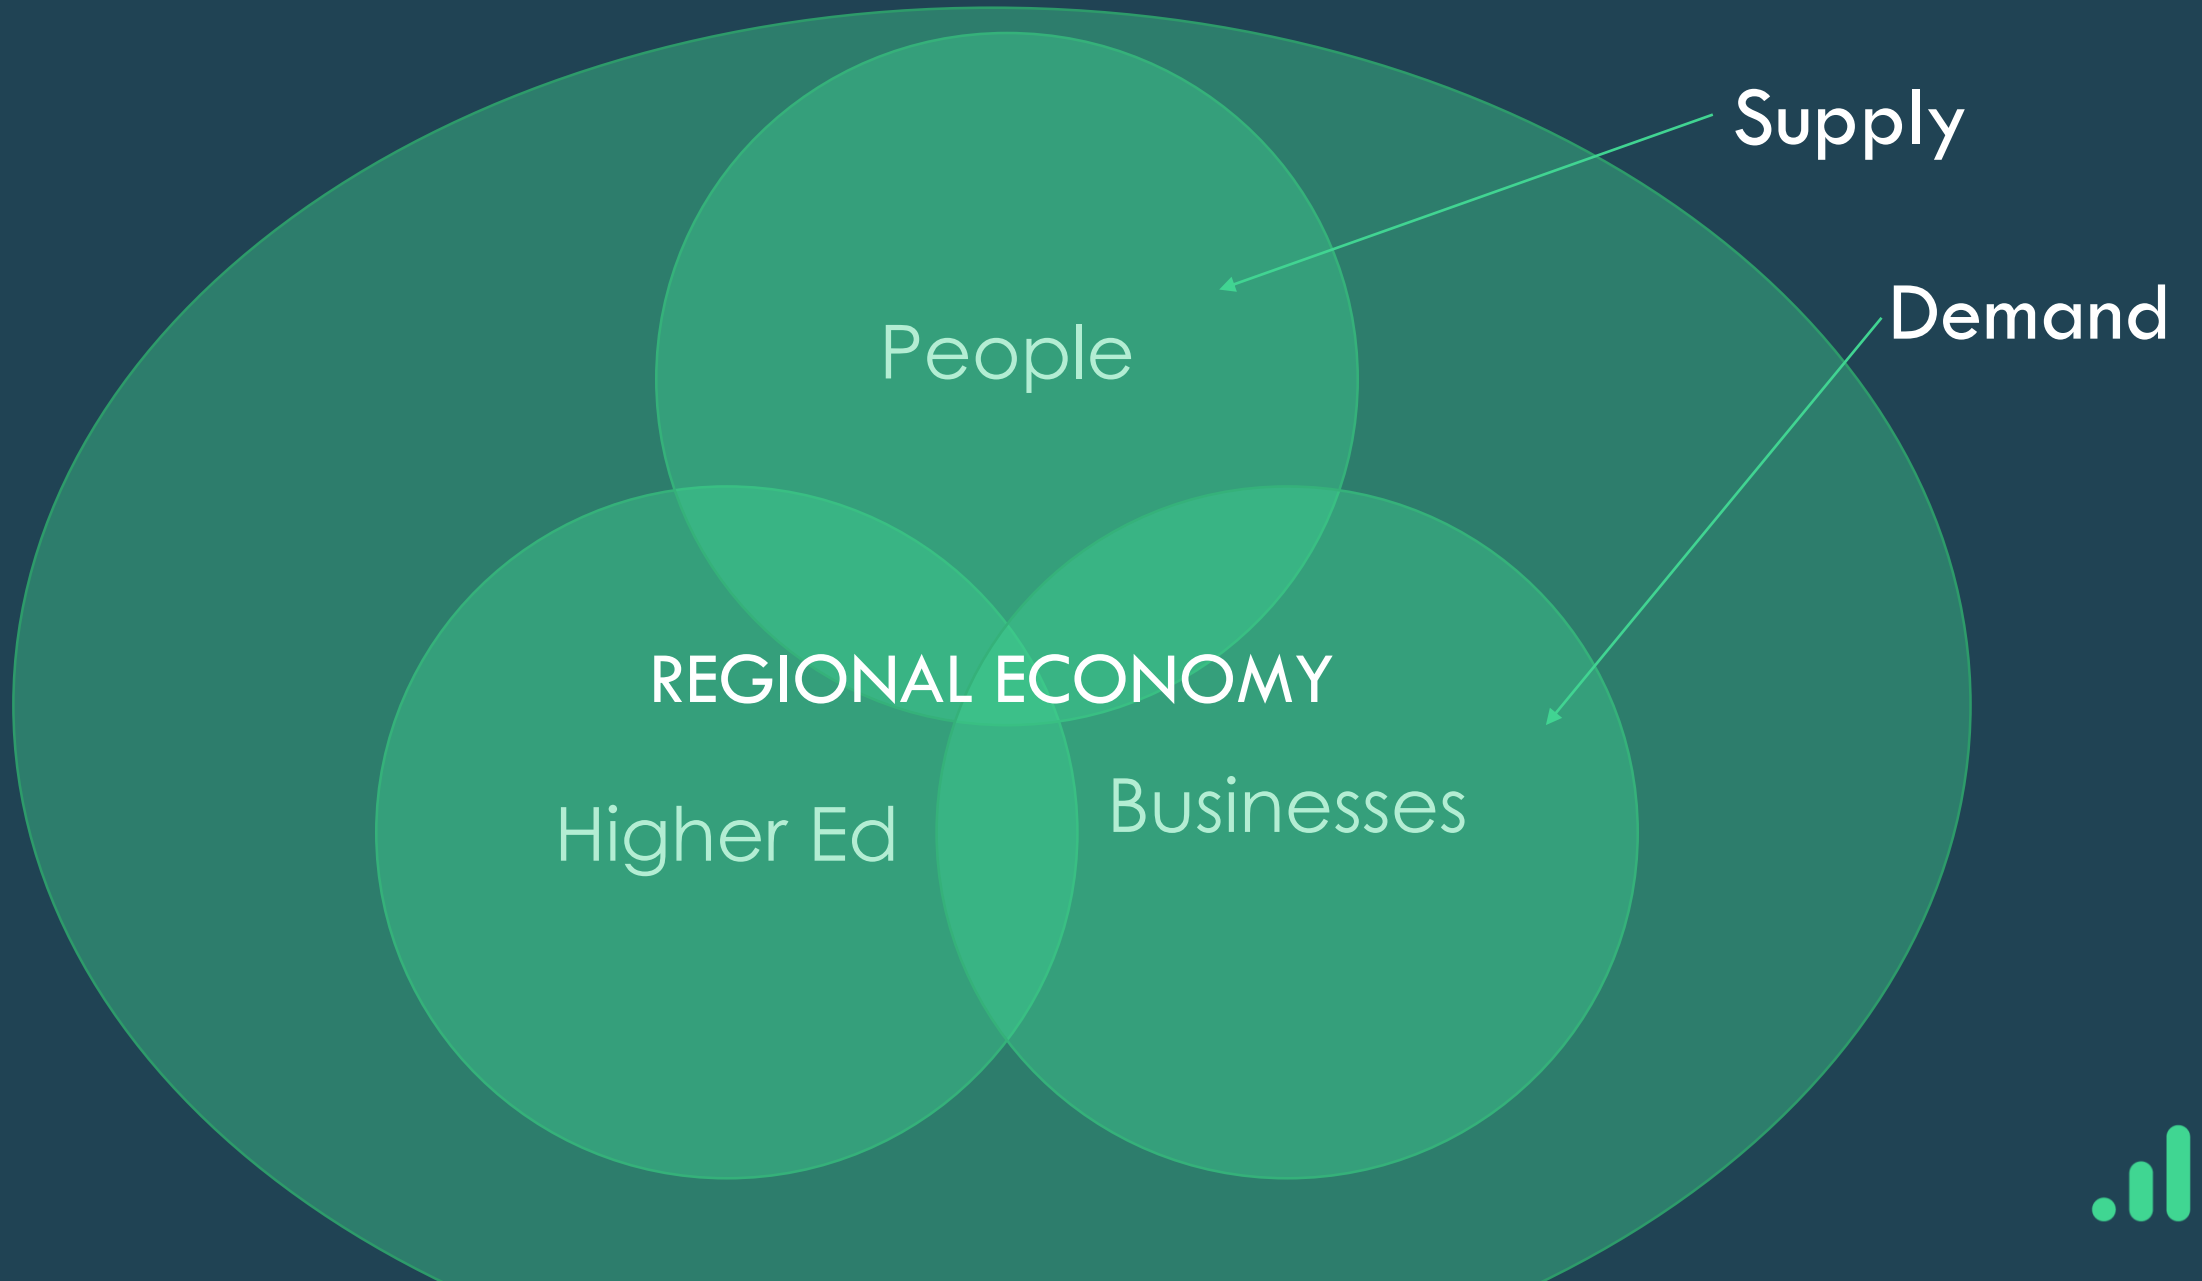 Supply
Demand
People
REGIONAL ECONOMY
Higher Ed
Businesses